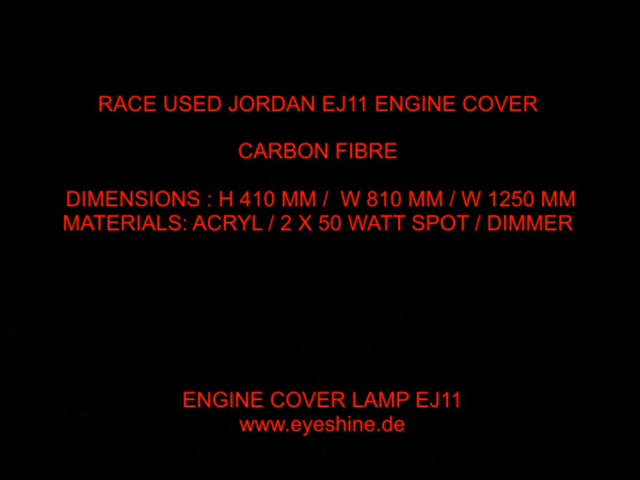 RACE USED JORDAN EJ11 ENGINE COVER
CARBON FIBRE
DIMENSIONS : H 410 MM / W 810 MM / W 1250 MM
MATERIALS: ACRYL / 2 X 50 WATT SPOT / DIMMER
ENGINE COVER LAMP EJ11
www.eyeshine.de